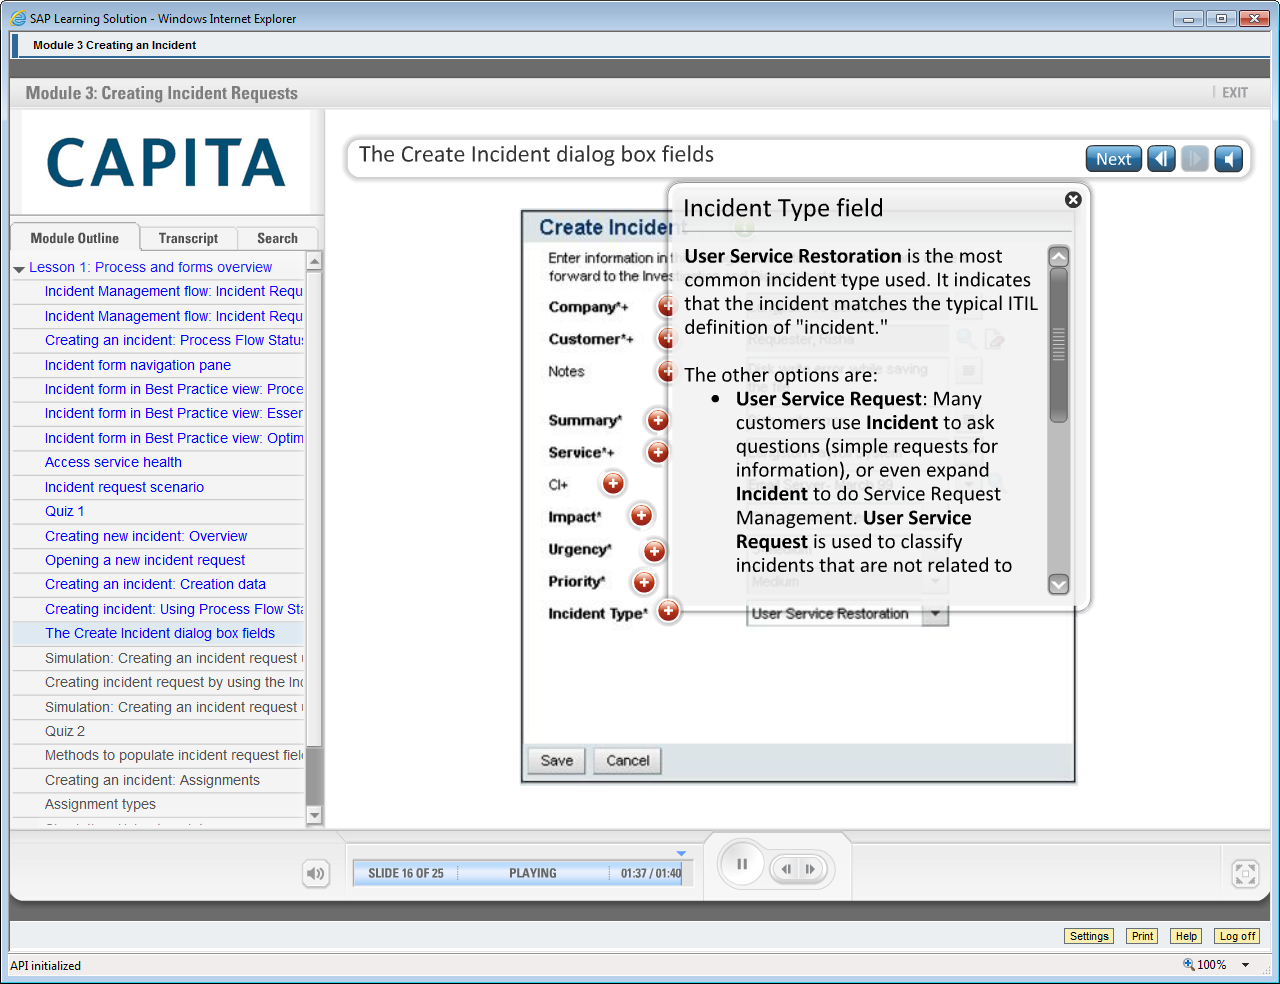 SAP Learning Solution - Windows Internet Explorer
Module 3 Creating an Incident
Module 3: Creating Incident Requests
EXIT
CAPITA
Module Outline
Transcript
Search
Lesson 1: Process and forms overview
Incident Management flow: Incident Requ
Incident Management flow: Incident Requ
Creating an incident: Process Flow Statu
Incident form navigation pane
Incident form in Best Practice view: Proce
Incident form in Best Practice view: Esser
Incident form in Best Practice view: Optim
Access service health
Incident request scenario
Quiz 1
Creating new incident: Overview
Opening a new incident request
Creating an incident: Creation data
Creating incident: Using Process Flow Sta
The Create Incident dialog box fields
Simulation: Creating an incident request
Creating incident request by using the Inc
Simulation: Creating an incident request
Quiz 2
Methods to populate incident request field
Creating an incident: Assignments
Assignment types
The Create Incident dialog box fields
Next
Create Incident
Enter information in
forward to the
Company*+
Customer*+
Notes
Summary*
Service*+
CI+
Impact*
Urgency*
Priority*
Incident Type*
Requester, Risha
error while saving
Medium
User Service Restoration
Save
Cancel
Incident Type field
User Service Restoration is the most
common incident type used. It indicates
that the incident matches the typical ITIL
definition of "incident."
The other options are:
• User Service Request: Many
customers use Incident to ask
questions (simple requests for
information), or even expand
Incident to do Service Request
Management. User Service
Request is used to classify
incidents that are not related to
SLIDE 16 OF 25
PLAYING
01:37 / 01:40
Settings
Print
Help
Log off
API initialized
100%